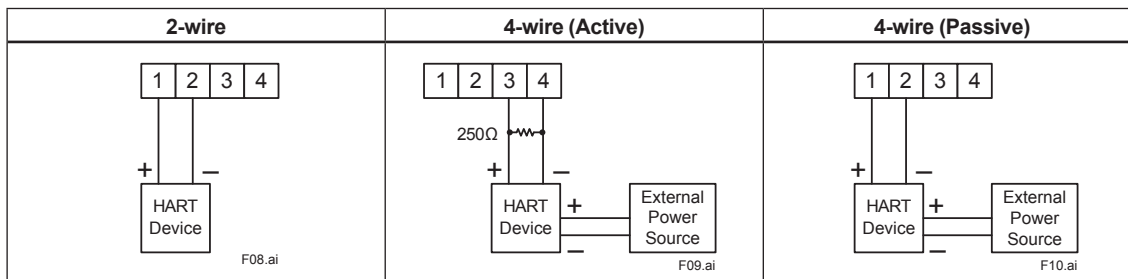 2-wire 4-wire (Active) 4-wire (Passive)
1 2 3 4
+ −
HART
Device
F08.ai
1 2 3 4
250Ω
+ −
HART
Device
+
−
External
Power
Source
F09.ai
1 2 3 4
+ −
HART
Device
+
−
External
Power
Source
F10.ai